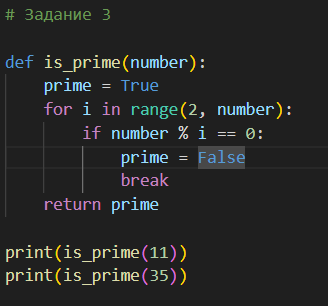 # Задание 3

def is_prime(number):
    prime = True
    for i in range(2, number):
        if number % i == 0:
            prime = False
            break
    return prime

print(is_prime(11))
print(is_prime(35))